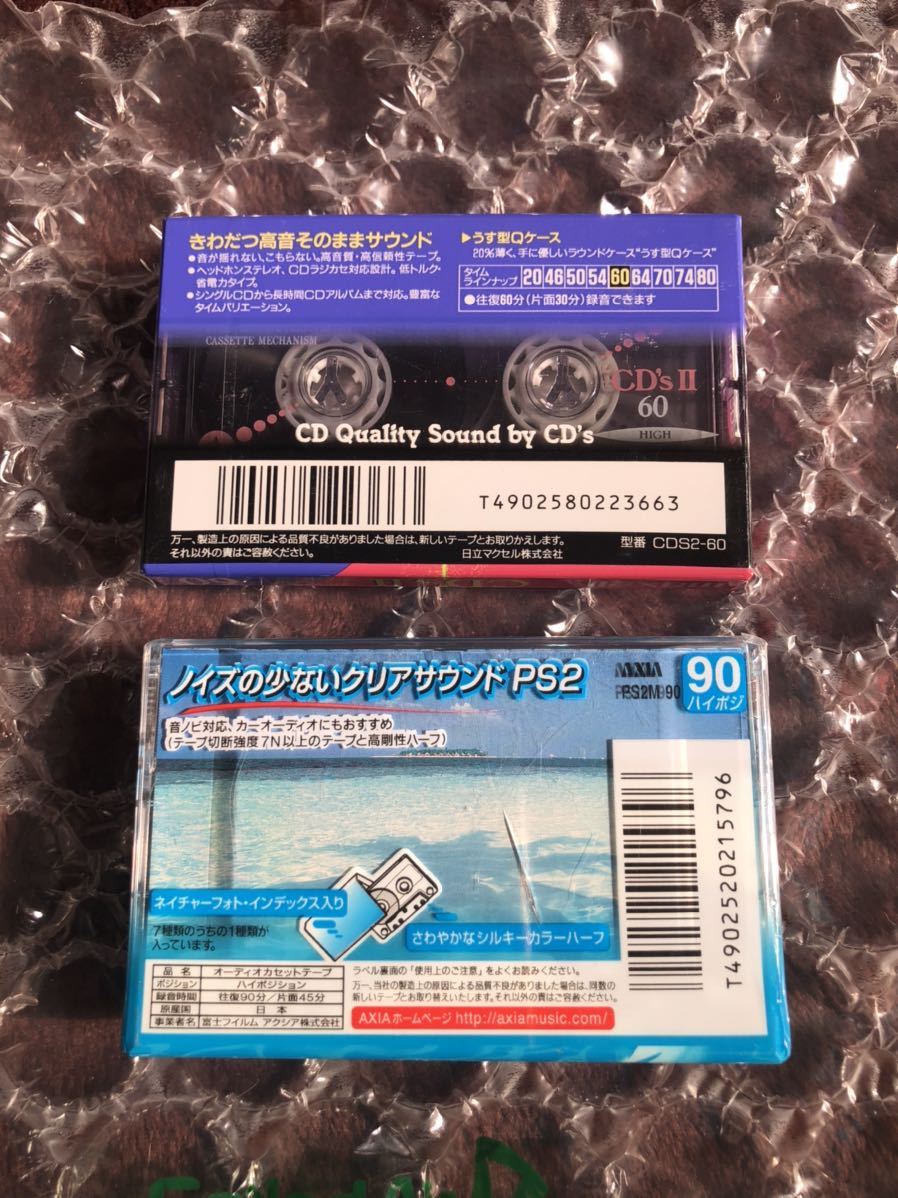 きわだつ高音そのままサウンド
●音が揺れない、こもらない。高音質・高信頼性テープ。
●ヘッドホンステレオ、CDラジカセ対応設計。低トルク・
省電力タイプ。
●シングルCDから長時間CDアルバムまで対応。豊富な
タイムバリエーション。
▶うす型Qケース
20%薄く、手に優しいラウンドケース"うす型Qケース"
タイム
ラインナップ 20 46 50 54 60 64 70 74 80
●往復60分(片面30分)録音できます
CASSETTE MECHANISM
CD's II
60
HIGH
CD Quality Sound by CD's
T4902580223663
万一、製造上の原因による品質不良がありました場合は、新しいテープとお取りかえします。
それ以外の責はご容赦ください。 日立マクセル株式会社
型番 CDS2-60
ノイズの少ないクリアサウンド PS2
AXIA
90
ハイポジ
音ノビ対応、カーオーディオにもおすすめ
(テープ切断強度7N以上のテープと高剛性ハーフ)
T4902520215796
ネイチャーフォト・インデックス入り
7種類のうちの1種類が
入っています。
さわやかなシルキーカラーハーフ
品名 オーディオカセットテープ
ポジション ハイポジション
録音時間 往復90分/片面45分
原産国 日本
事業者名 富士フイルム アクシア株式会社
ラベル裏面の「使用上のご注意」をよくお読みください。
万一、当社の製造上の原因による品質不良がありました場合は、同数の
新しいテープとお取替えいたします。それ以外の責はご容赦ください。
AXIAホームページ http://axiamusic.com/